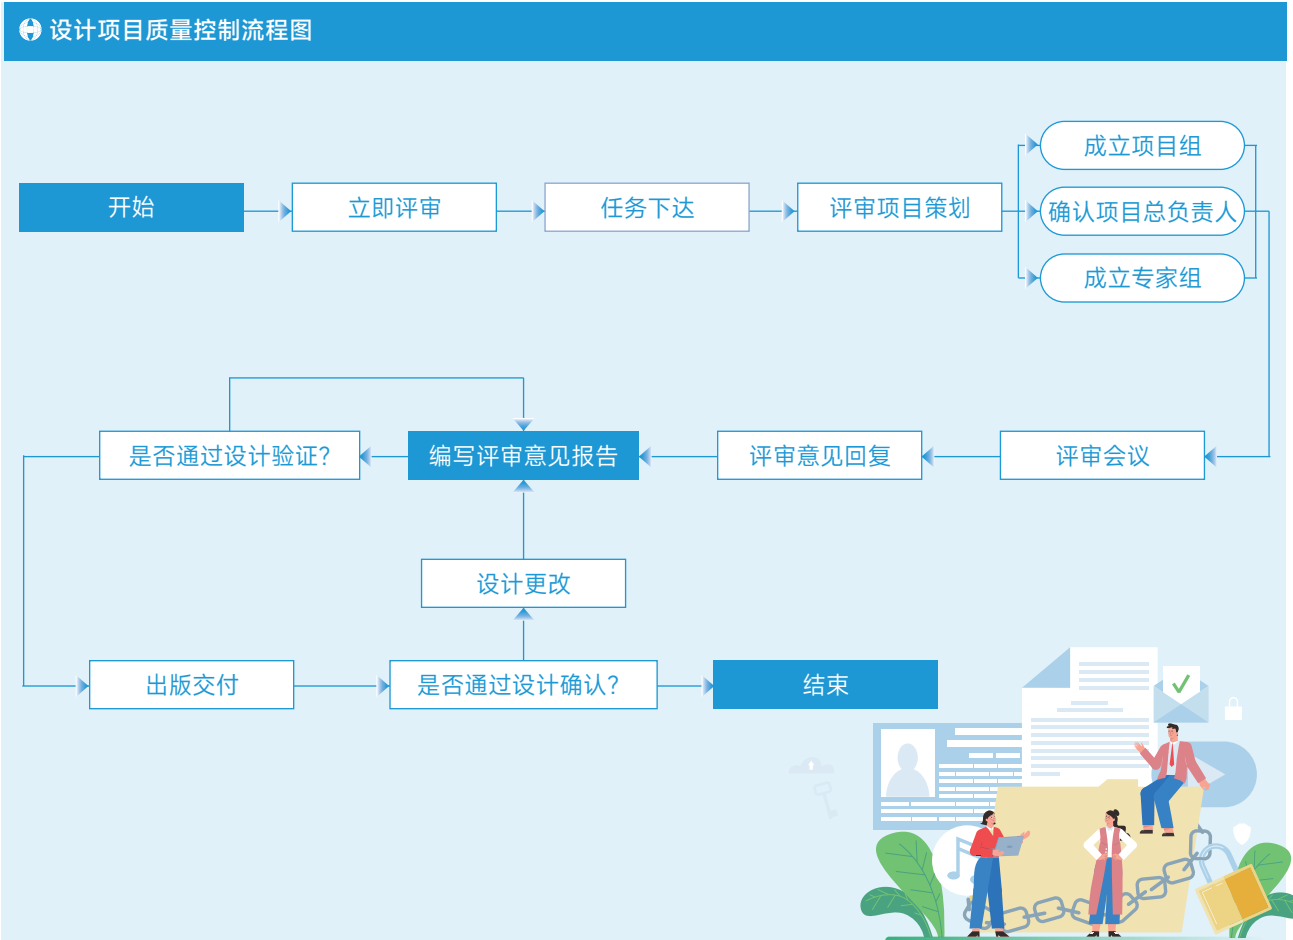 设计项目质量控制流程图
开始
立即评审
任务下达
评审项目策划
成立项目组
确认项目总负责人
成立专家组
是否通过设计验证？
编写评审意见报告
评审意见回复
评审会议
设计更改
出版交付
是否通过设计确认？
结束